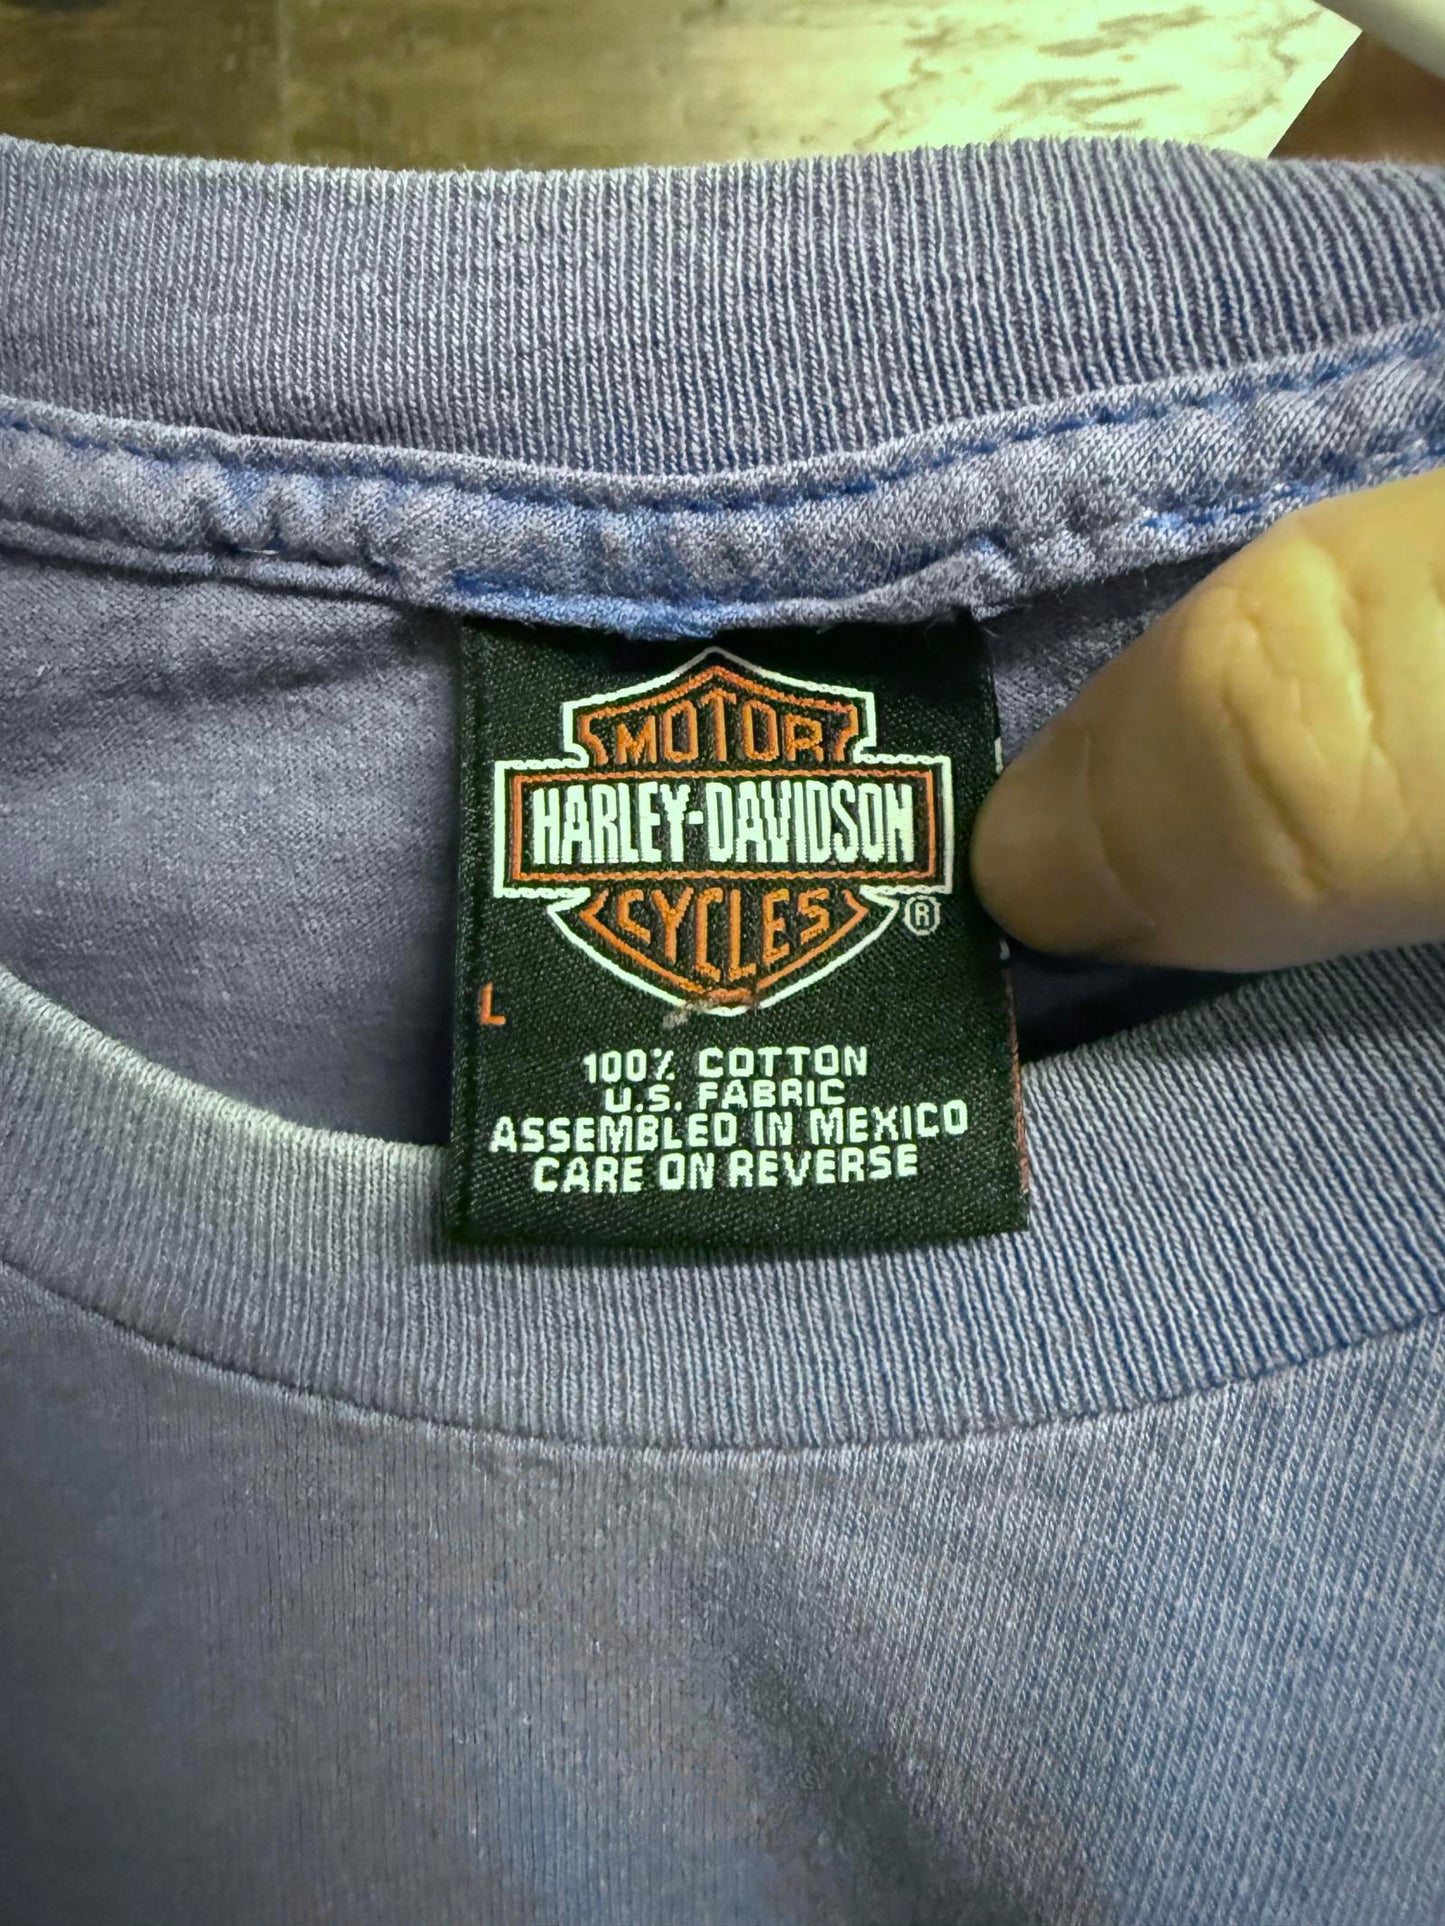 MOTOR
HARLEY-DAVIDSON
CYCLES
®
L
100% COTTON
U.S. FABRIC
ASSEMBLED IN MEXICO
CARE ON REVERSE